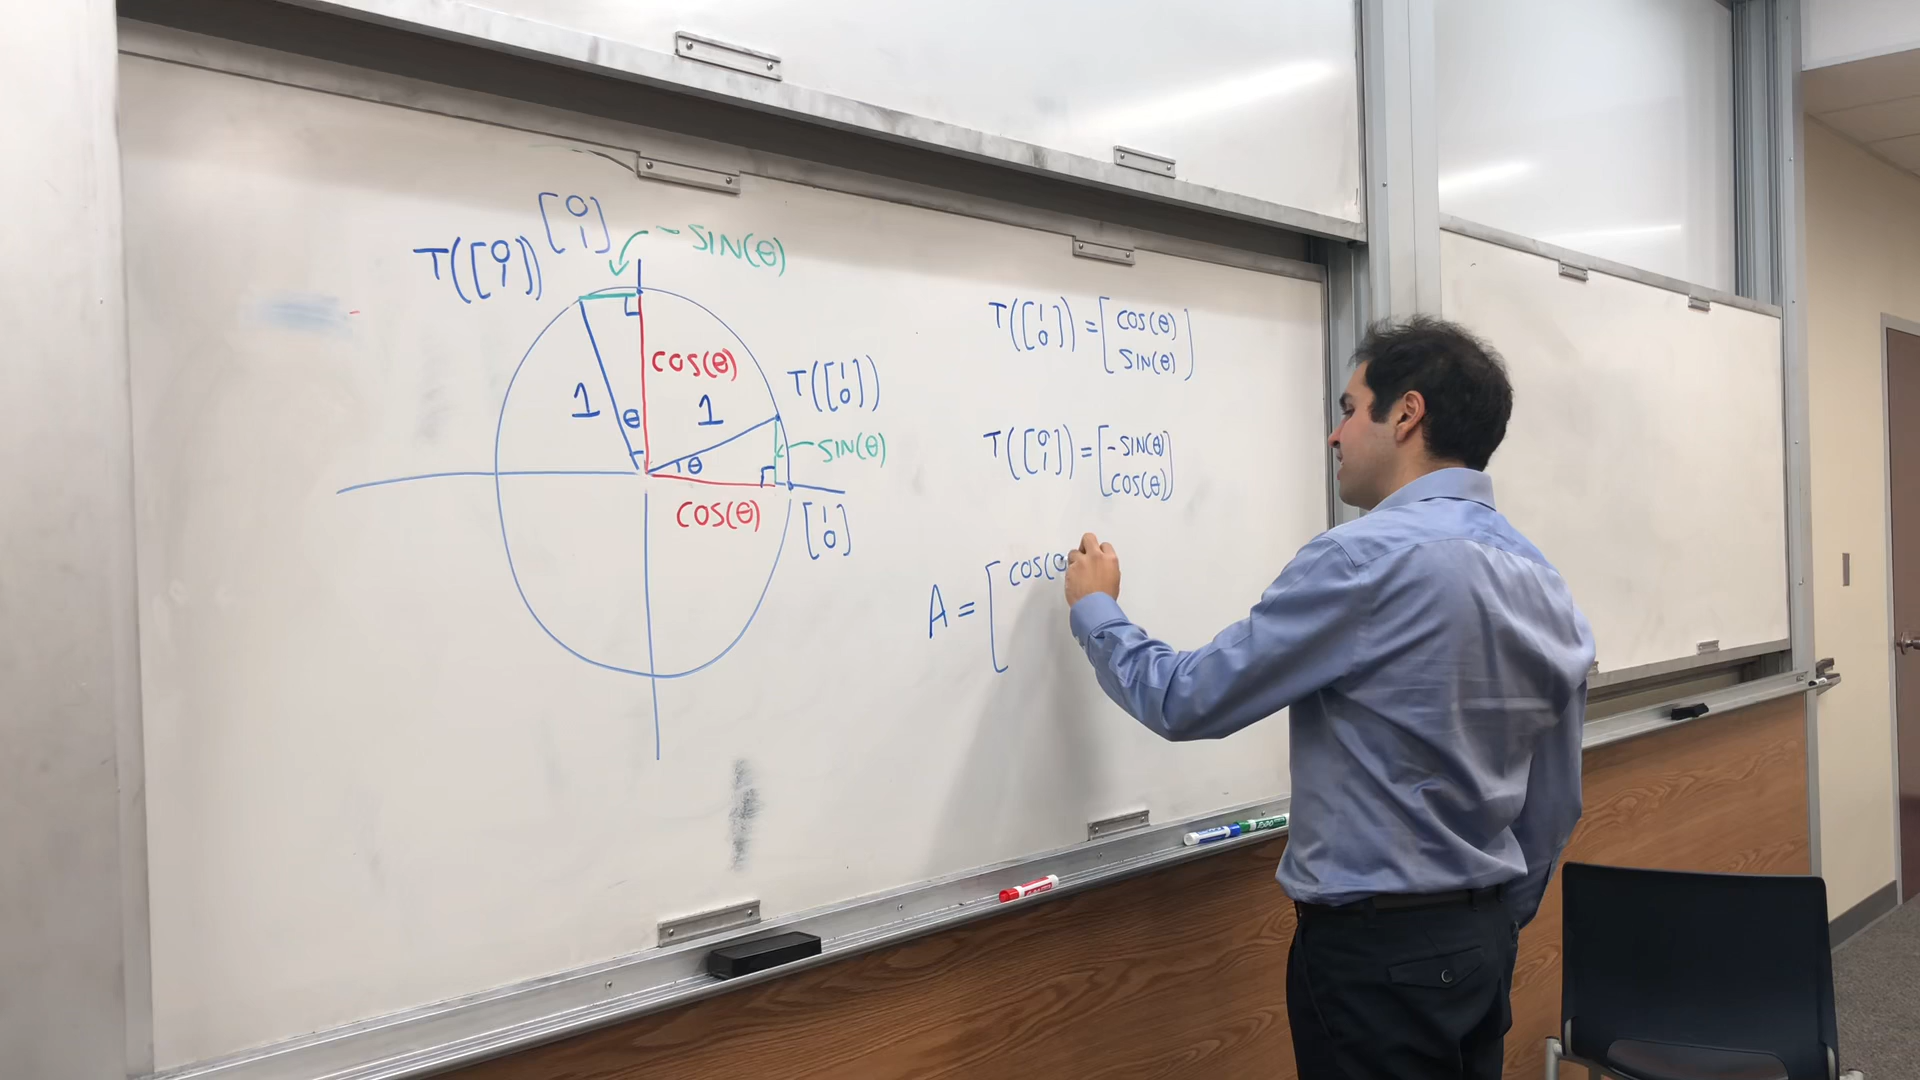 [0
1]
T([0
1])
-SIN(θ)
COS(θ)
1
1
θ
θ
T([1
0])
SIN(θ)
COS(θ)
[1
0]
T([1
0]) = [COS(θ)
SIN(θ)]
T([0
1]) = [-SIN(θ)
COS(θ)]
A = [COS(θ